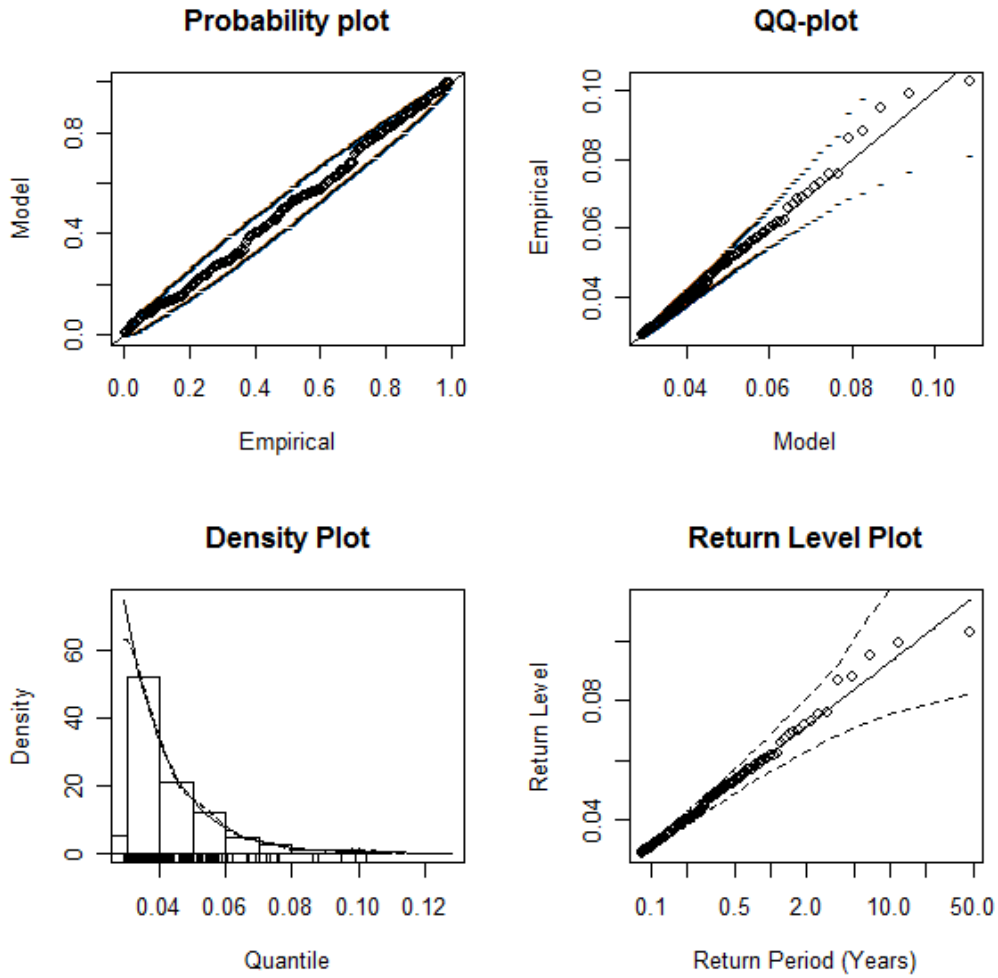 Probability plot
Model
0.0 0.4 0.8
0.0 0.2 0.4 0.6 0.8 1.0
Empirical
QQ-plot
Empirical
0.04 0.06 0.08 0.10
0.04 0.06 0.08 0.10
Model
Density Plot
Density
0 20 40 60
0.04 0.06 0.08 0.10 0.12
Quantile
Return Level Plot
Return Level
0.04 0.08
0.1 0.5 2.0 10.0 50.0
Return Period (Years)